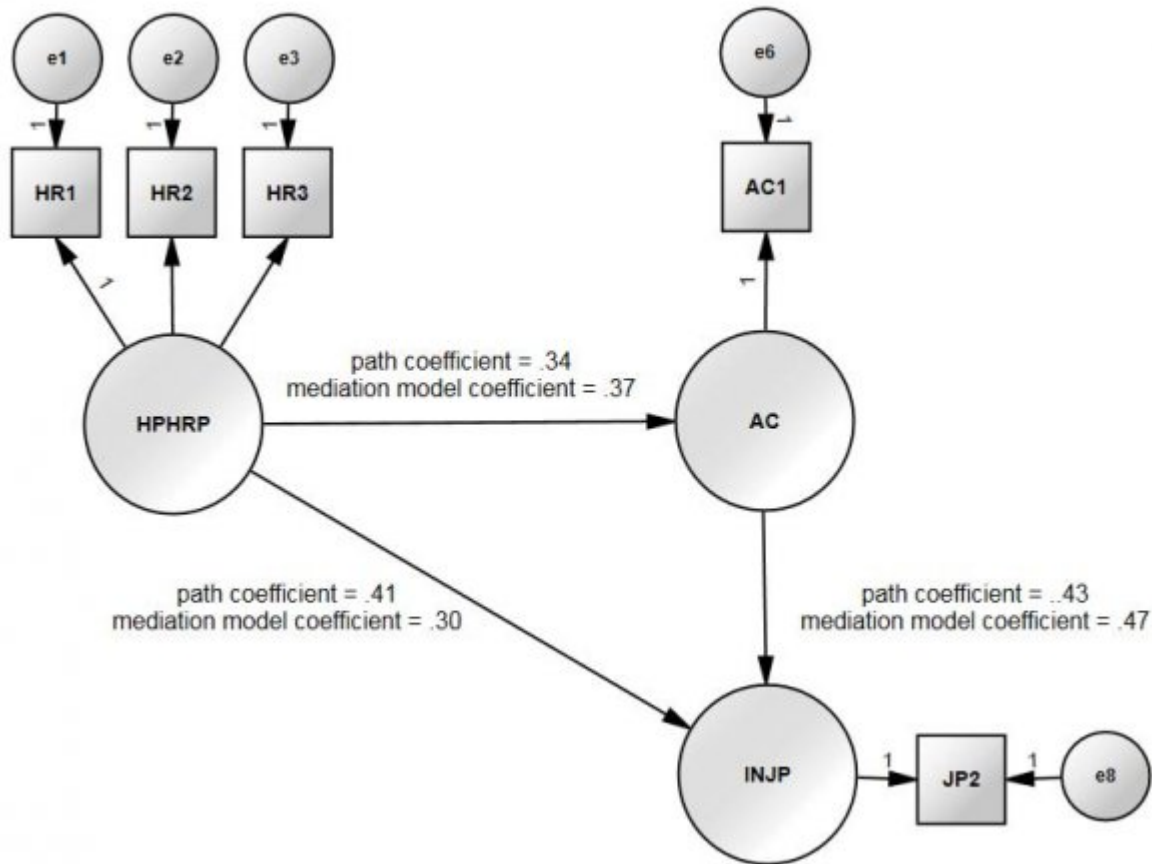 e1
e2
e3
e6
1
1
1
1
HR1
HR2
HR3
AC1
1
1
path coefficient = .34
mediation model coefficient = .37
HPHRP
AC
path coefficient = .41
mediation model coefficient = .30
path coefficient = ..43
mediation model coefficient = .47
INJP
1
JP2
1
e8